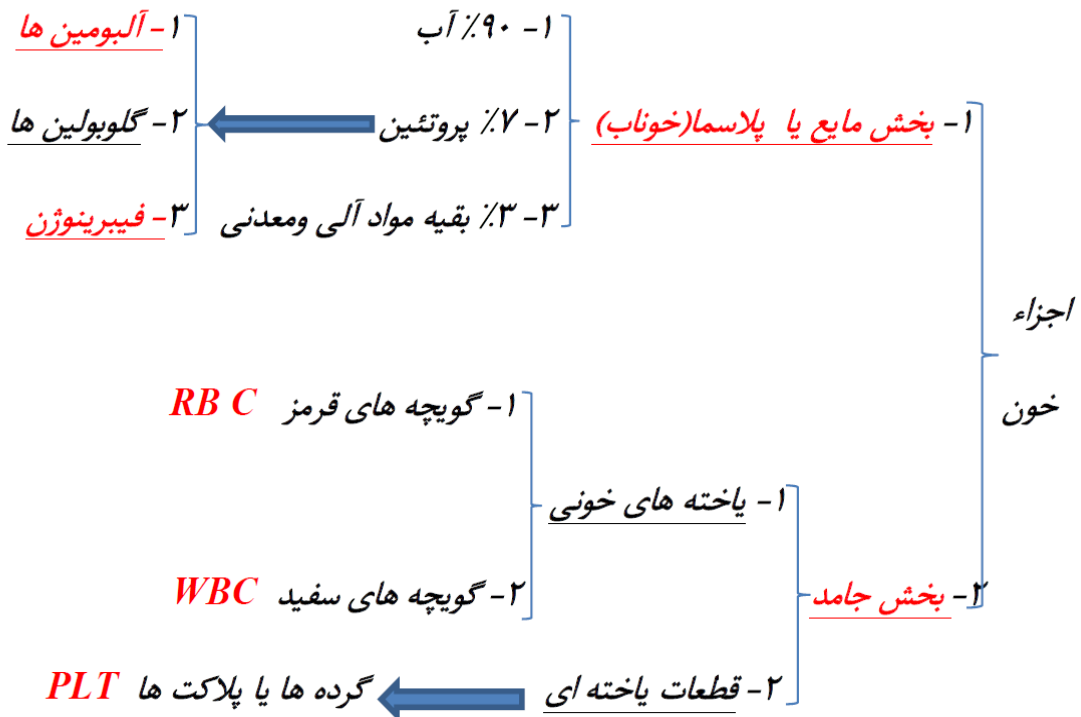 اجزاء
خون
۱- بخش مایع یا پلاسما(خوناب)
۱- ۹۰٪ آب
۲- ۷٪ پروتئین
۱- آلبومین ها
۲- گلوبولین ها
۳- فیبرینوژن
۳- ۳٪ بقیه مواد آلی ومعدنی
۲- بخش جامد
۱- یاخته های خونی
۱- گویچه های قرمز RB C
۲- گویچه های سفید WBC
۲- قطعات یاخته ای
گرده ها یا پلاکت ها PLT